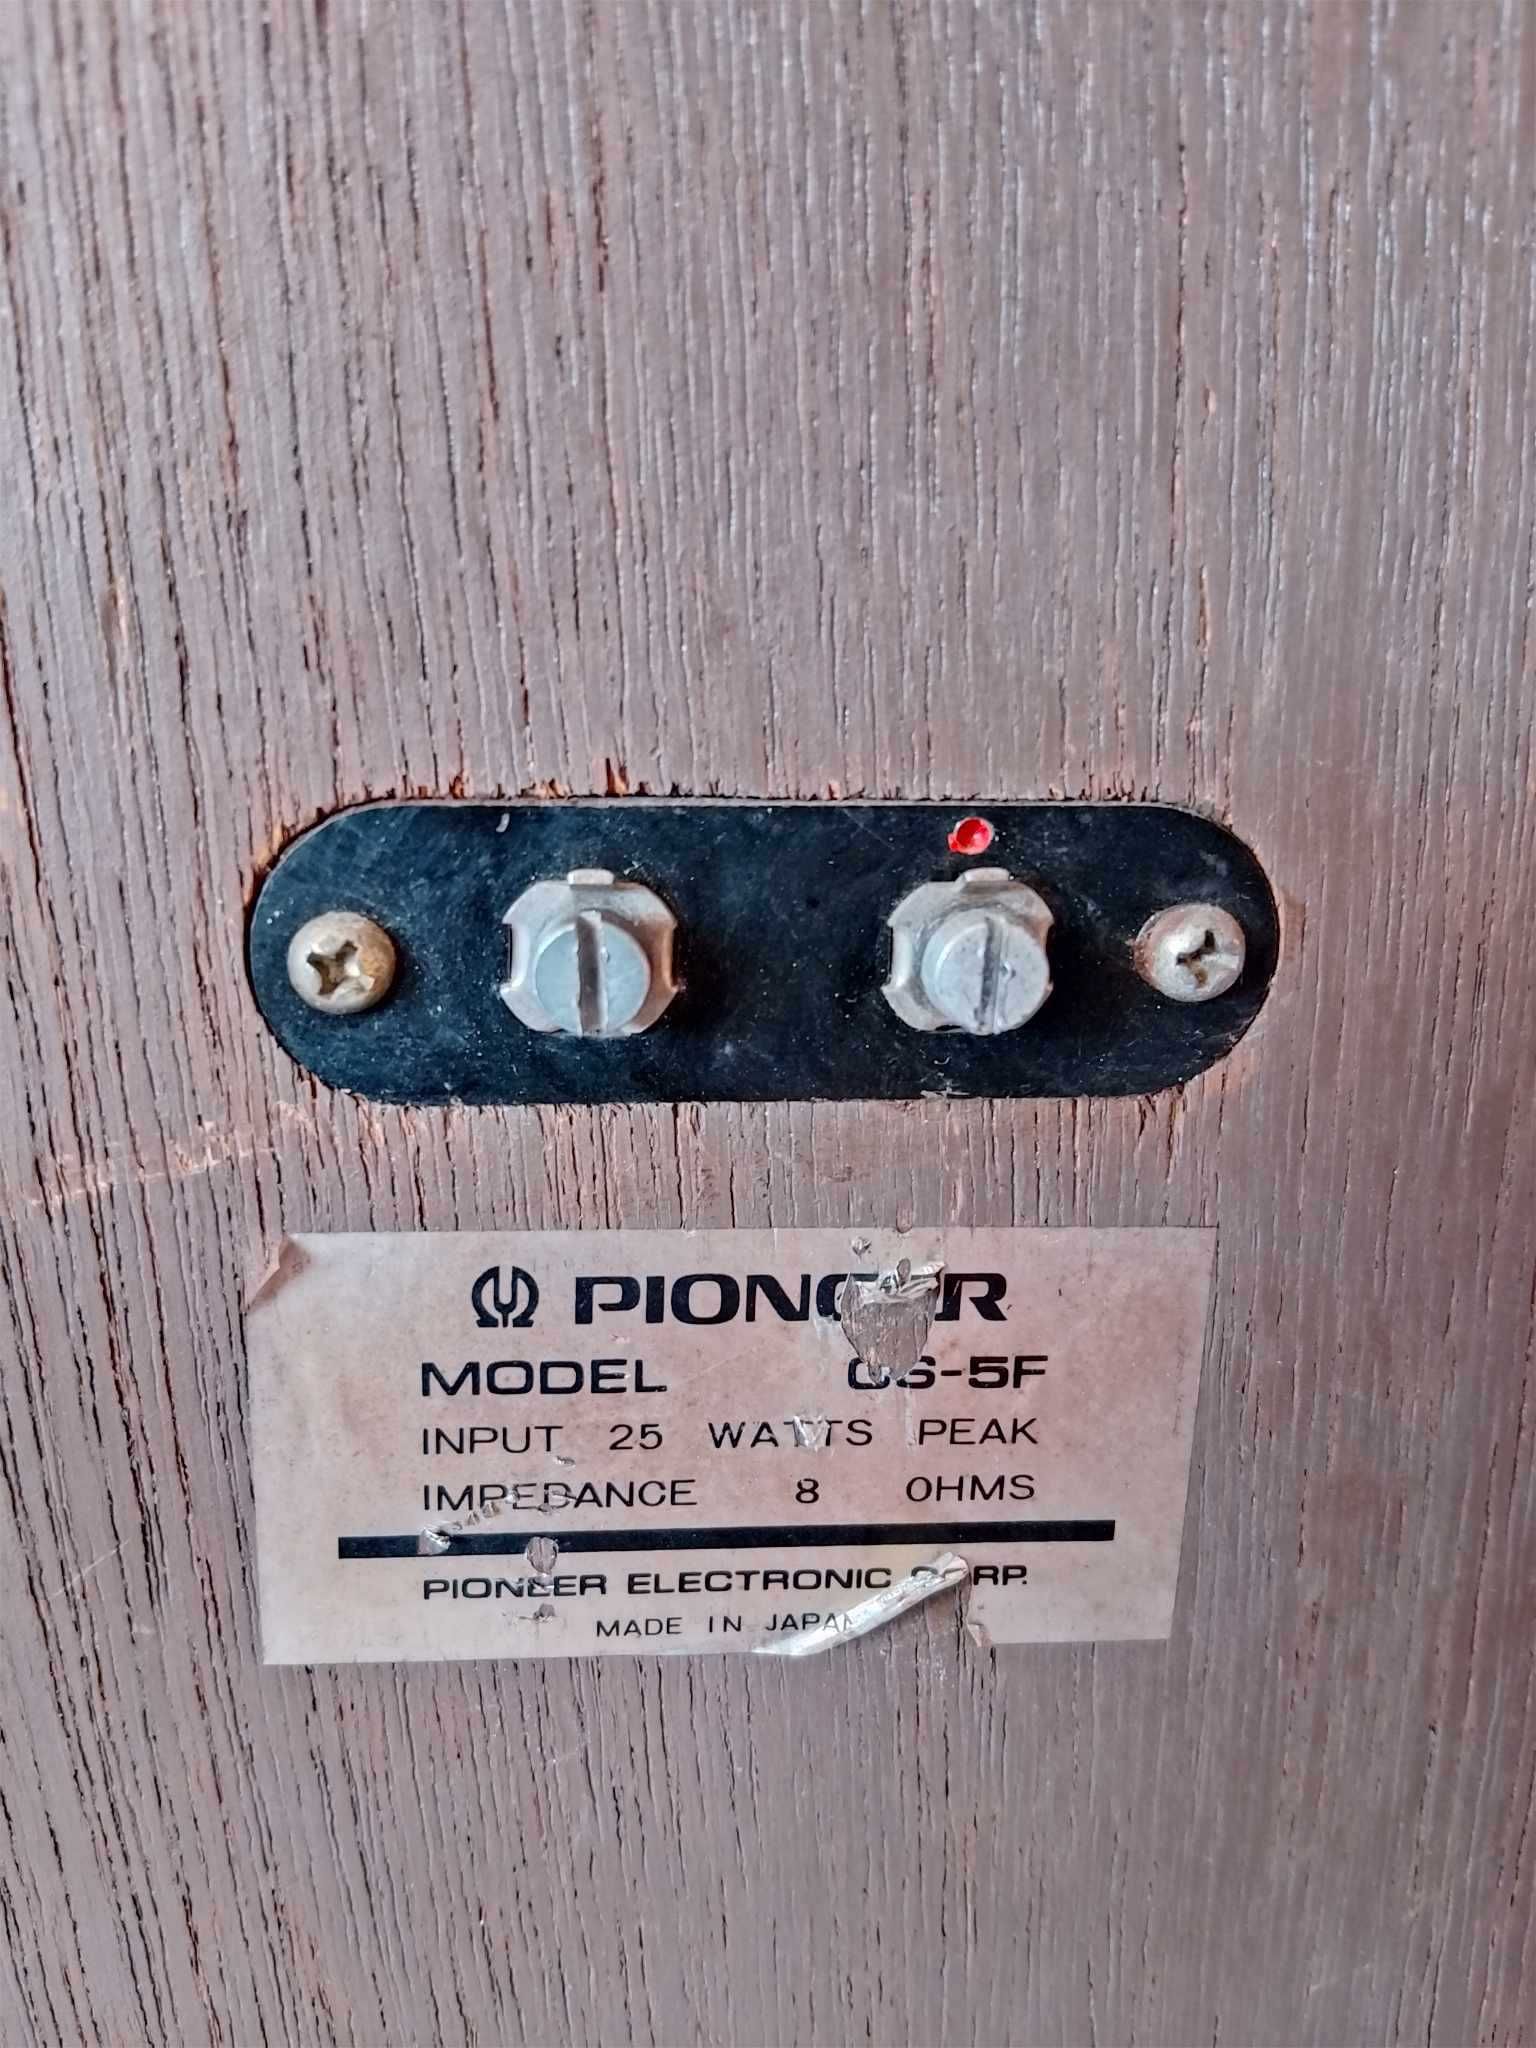 PIONEER
MODEL CS-5F
INPUT 25 WATTS PEAK
IMPEDANCE 8 OHMS
PIONEER ELECTRONIC CORP.
MADE IN JAPAN